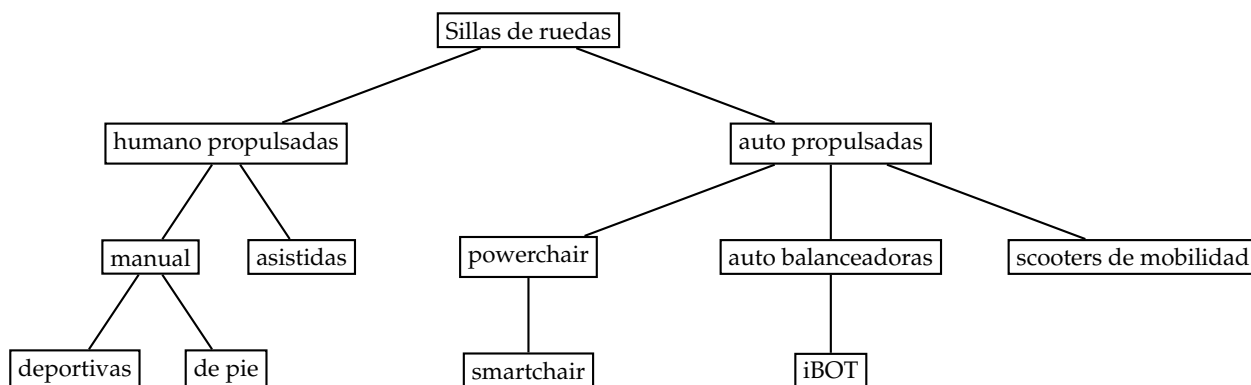 Sillas de ruedas
humano propulsadas
auto propulsadas
manual
asistidas
powerchair
auto balanceadoras
scooters de mobilidad
deportivas
de pie
smartchair
iBOT